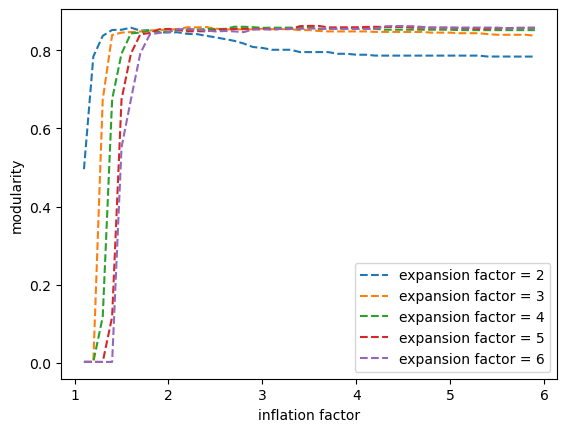 0.8
0.6
0.4
0.2
0.0
modularity
expansion factor = 2
expansion factor = 3
expansion factor = 4
expansion factor = 5
expansion factor = 6
1 2 3 4 5 6
inflation factor